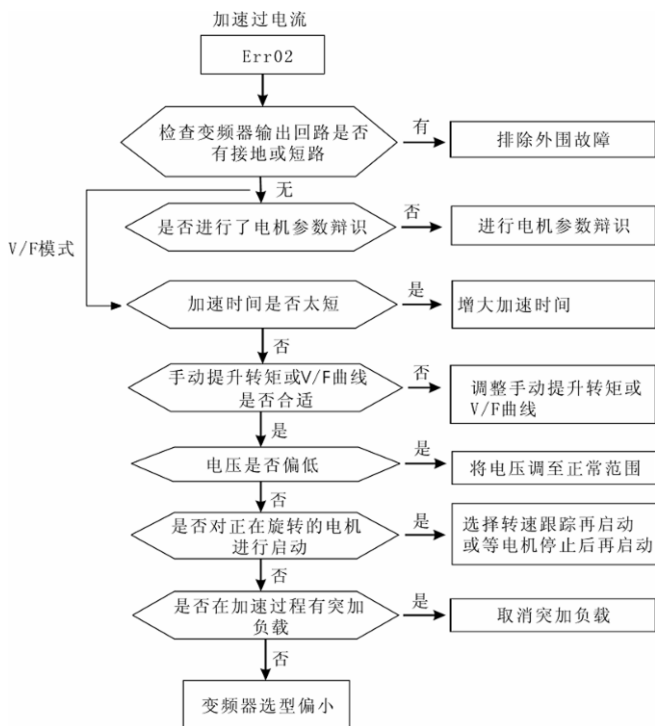 加速过电流
Err02
检查变频器输出回路是否
有接地或短路
有
排除外围故障
无
V/F模式
是否进行了电机参数辩识
否
进行电机参数辩识
加速时间是否太短
是
增大加速时间
否
手动提升转矩或V/F曲线
是否合适
否
调整手动提升转矩或
V/F曲线
是
电压是否偏低
是
将电压调至正常范围
否
是否对正在旋转的电机
进行启动
是
选择转速跟踪再启动
或等电机停止后再启动
否
是否在加速过程有突加
负载
是
取消突加负载
否
变频器选型偏小